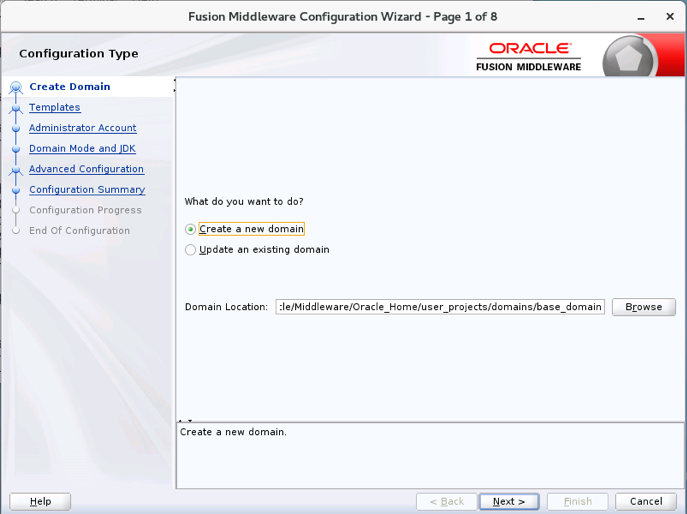 Fusion Middleware Configuration Wizard - Page 1 of 8
Configuration Type
ORACLE
FUSION MIDDLEWARE
Create Domain
Templates
Administrator Account
Domain Mode and JDK
Advanced Configuration
Configuration Summary
Configuration Progress
End Of Configuration
What do you want to do?
Create a new domain
Update an existing domain
Domain Location: :le/Middleware/Oracle_Home/user_projects/domains/base_domain Browse
Create a new domain.
Help < Back Next > Finish Cancel